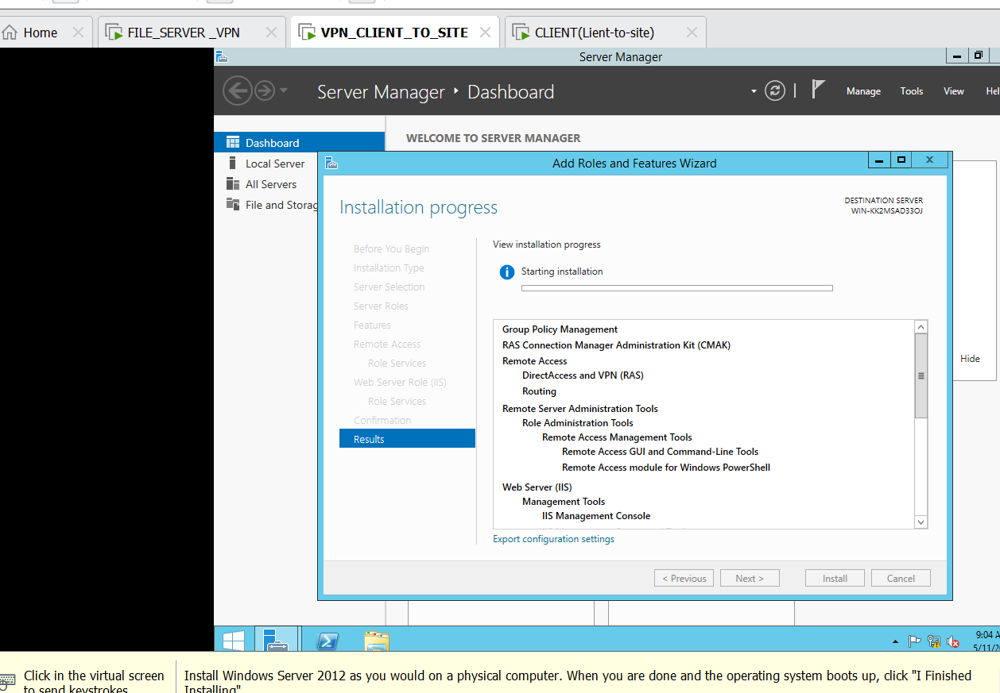 Home
FILE_SERVER _VPN
VPN_CLIENT_TO_SITE
CLIENT(Lient-to-site)
Server Manager
Server Manager Dashboard
Manage Tools View
Dashboard
Local Server
All Servers
File and Storag
WELCOME TO SERVER MANAGER
Hide
Add Roles and Features Wizard
Installation progress
DESTINATION SERVER
WIN-KK2MSAD33OJ
Before You Begin
Installation Type
Server Selection
Server Roles
Features
Remote Access
Role Services
Web Server Role (IIS)
Role Services
Confirmation
Results
View installation progress
Starting installation
Group Policy Management
RAS Connection Manager Administration Kit (CMAK)
Remote Access
DirectAccess and VPN (RAS)
Routing
Remote Server Administration Tools
Role Administration Tools
Remote Access Management Tools
Remote Access GUI and Command-Line Tools
Remote Access module for Windows PowerShell
Web Server (IIS)
Management Tools
IIS Management Console
Export configuration settings
< Previous
Next >
Install
Cancel
9:04 A
5/11/2
Click in the virtual screen
to send keystrokes
Install Windows Server 2012 as you would on a physical computer. When you are done and the operating system boots up, click "I Finished
Installing"